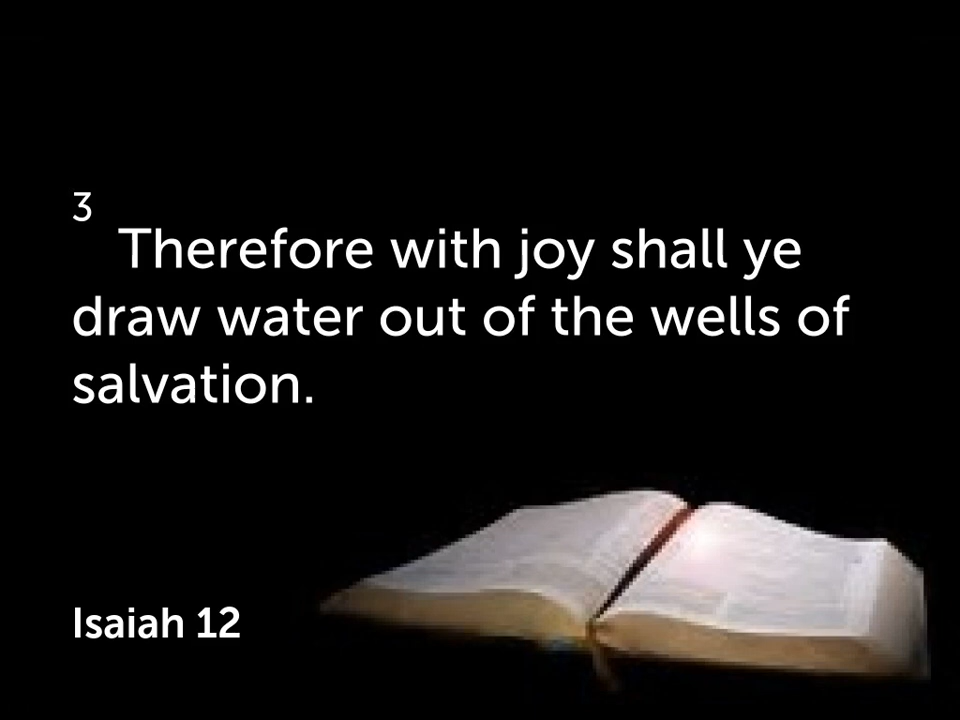 3
Therefore with joy shall ye
draw water out of the wells of
salvation.
Isaiah 12